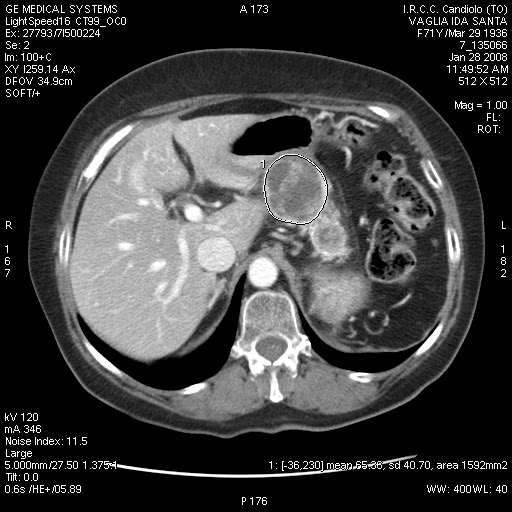 GE MEDICAL SYSTEMS
LightSpeed16 CT99_OC0
Ex: 27793/7I500224
Se: 2
Im: 100+C
XY I259.14 Ax
DFOV 34.9cm
SOFT/+
A 173
I.R.C.C. Candiolo (TO)
VAGLIA IDA SANTA
F71Y/Mar 29 1936
7_135066
Jan 28 2008
11:49:52 AM
512 X 512
Mag = 1.00
FL:
ROT:
1
R
1
6
7
L
1
8
2
kV 120
mA 346
Noise Index: 11.5
Large
5.000mm/27.50 1.375:1
Tilt: 0.0
0.6s /HE+/05.89
1: [-36,230] mean 65.86, sd 40.70, area 1592mm2
WW: 400WL: 40
P 176